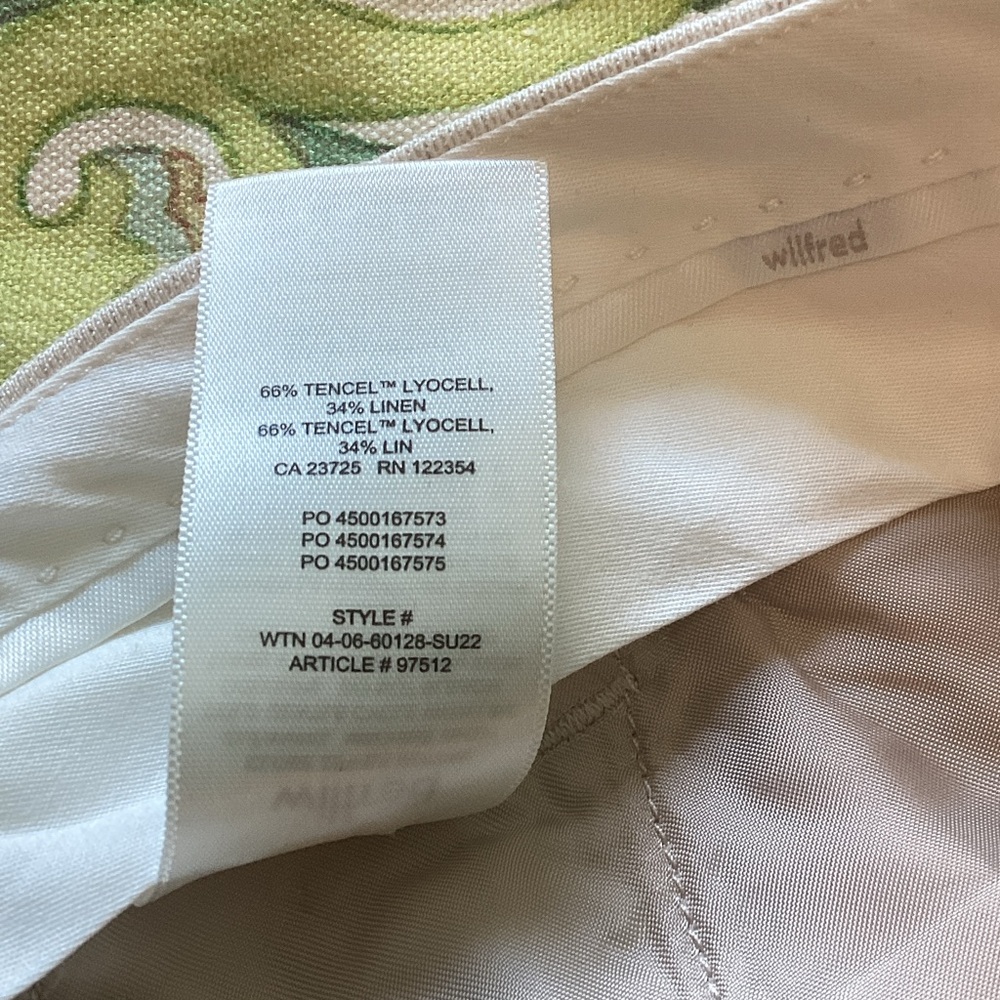 wilfred
66% TENCEL™ LYOCELL,
34% LINEN
66% TENCEL™ LYOCELL,
34% LIN
CA 23725 RN 122354
PO 4500167573
PO 4500167574
PO 4500167575
STYLE #
WTN 04-06-60128-SU22
ARTICLE # 97512